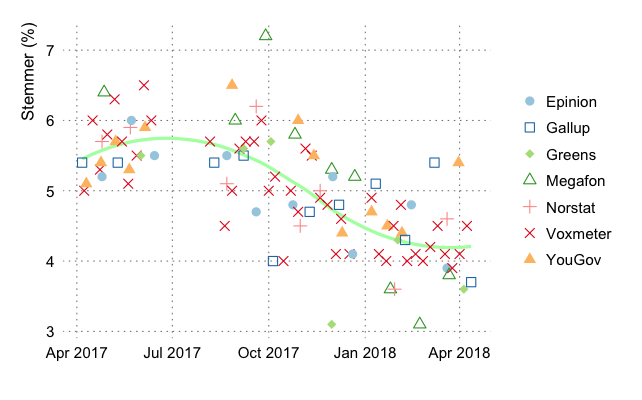 Stemmer (%)
7
6
5
4
3
Apr 2017 Jul 2017 Oct 2017 Jan 2018 Apr 2018
Epinion
Gallup
Greens
Megafon
Norstat
Voxmeter
YouGov